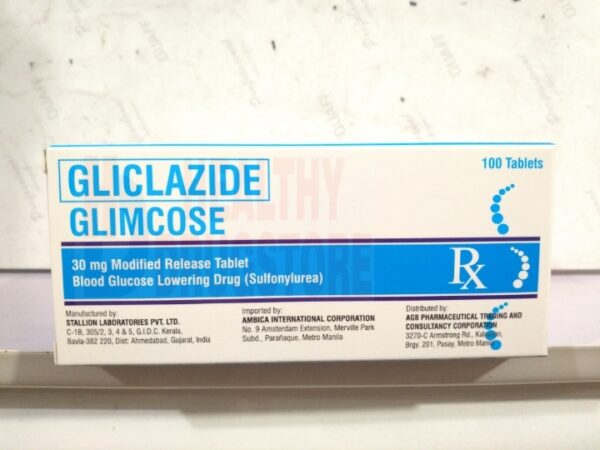 100 Tablets
GLICLAZIDE
GLIMCOSE
30 mg Modified Release Tablet
Blood Glucose Lowering Drug (Sulfonylurea)
Rx
Manufactured by:
STALLION LABORATORIES PVT. LTD.
C-1B, 305/2, 3, 4 & 5, G.I.D.C. Kerala,
Bavla-382 220, Dist: Ahmedabad, Gujarat, India
Imported by:
AMBICA INTERNATIONAL CORPORATION
No. 9 Amsterdam Extension, Merville Park
Subd., Parañaque, Metro Manila
Distributed by:
AGB PHARMACEUTICAL TRADING AND
CONSULTANCY CORPORATION
3270-C Armstrong Rd.,
Brgy. 201, Pasay, Metro Manila
HEALTHY
DRUGSTORE